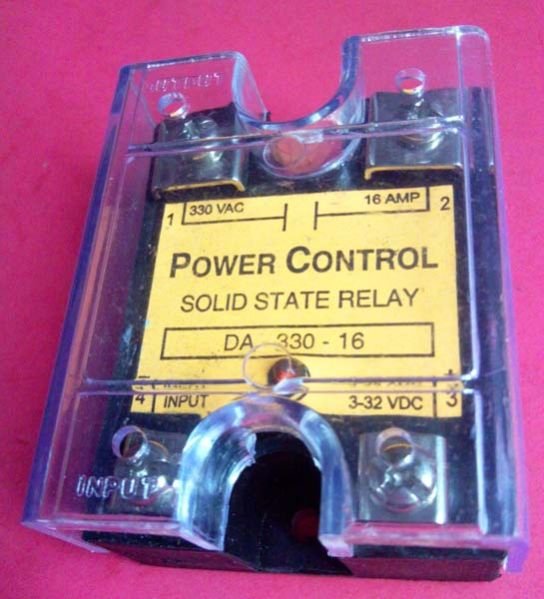 OUTPUT
1 330 VAC 16 AMP 2
POWER CONTROL
SOLID STATE RELAY
DA - 330 - 16
4 INPUT 3-32 VDC 3
INPUT